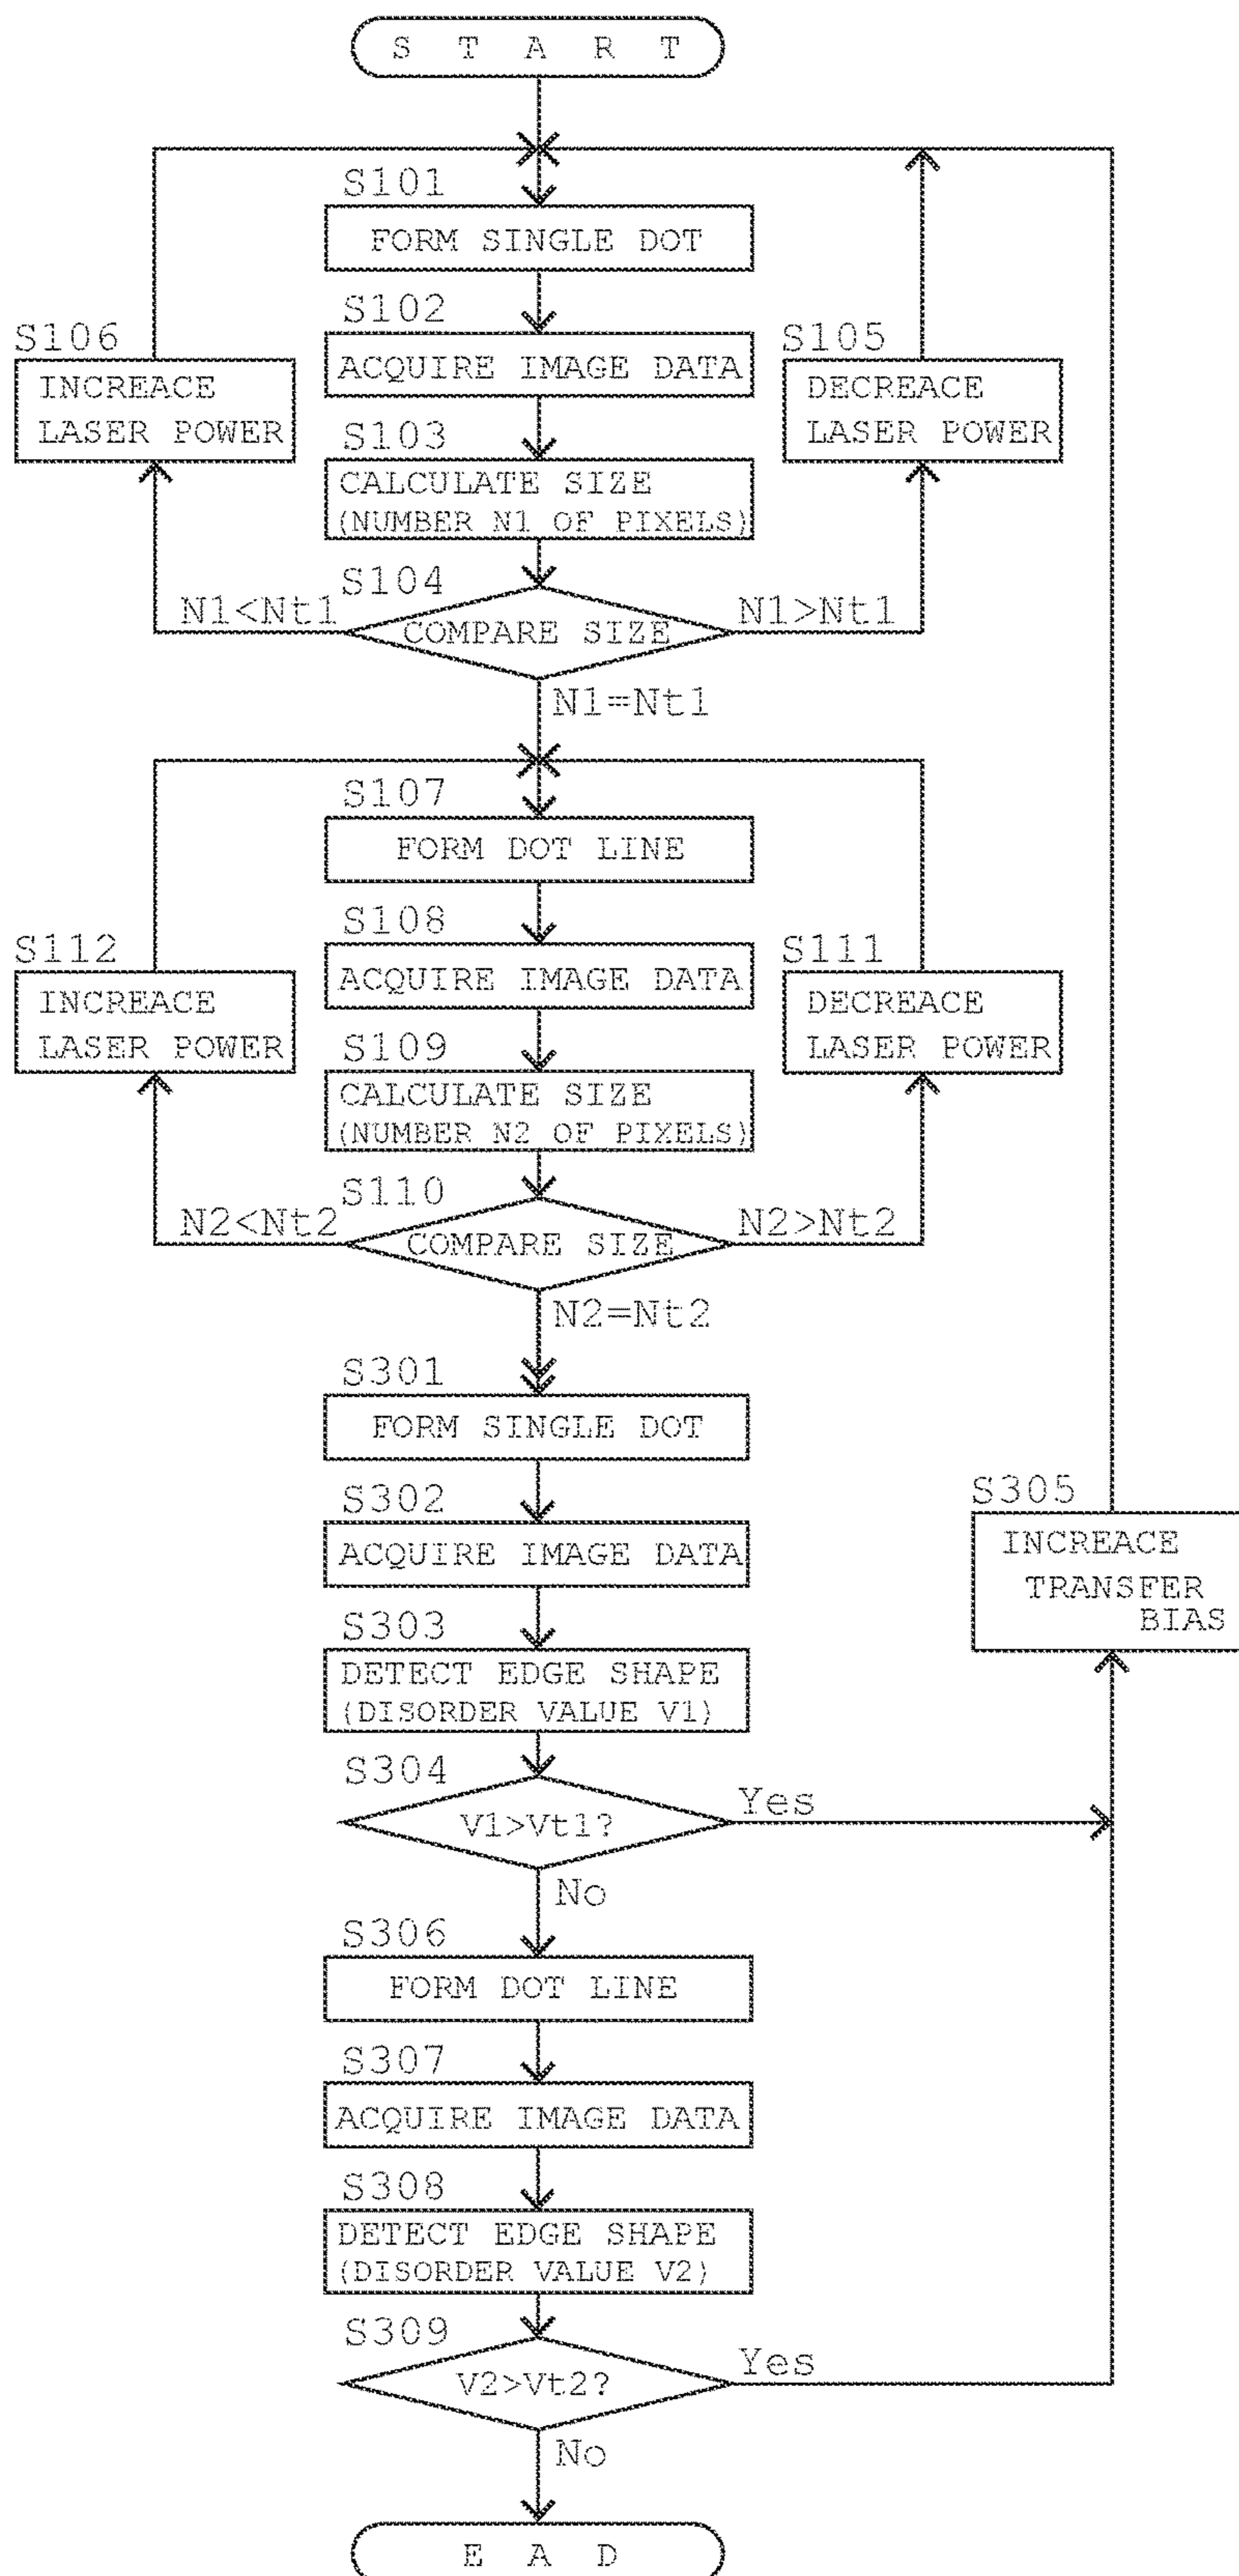 S T A R T
S101
FORM SINGLE DOT
S102
ACQUIRE IMAGE DATA
S106
INCREACE
LASER POWER
S105
DECREACE
LASER POWER
S103
CALCULATE SIZE
(NUMBER N1 OF PIXELS)
S104
N1<Nt1
COMPARE SIZE
N1>Nt1
N1=Nt1
S107
FORM DOT LINE
S108
ACQUIRE IMAGE DATA
S112
INCREACE
LASER POWER
S111
DECREACE
LASER POWER
S109
CALCULATE SIZE
(NUMBER N2 OF PIXELS)
S110
N2<Nt2
COMPARE SIZE
N2>Nt2
N2=Nt2
S301
FORM SINGLE DOT
S302
ACQUIRE IMAGE DATA
S305
INCREACE
TRANSFER
BIAS
S303
DETECT EDGE SHAPE
(DISORDER VALUE V1)
S304
V1>Vt1?
Yes
No
S306
FORM DOT LINE
S307
ACQUIRE IMAGE DATA
S308
DETECT EDGE SHAPE
(DISORDER VALUE V2)
S309
V2>Vt2?
Yes
No
E A D